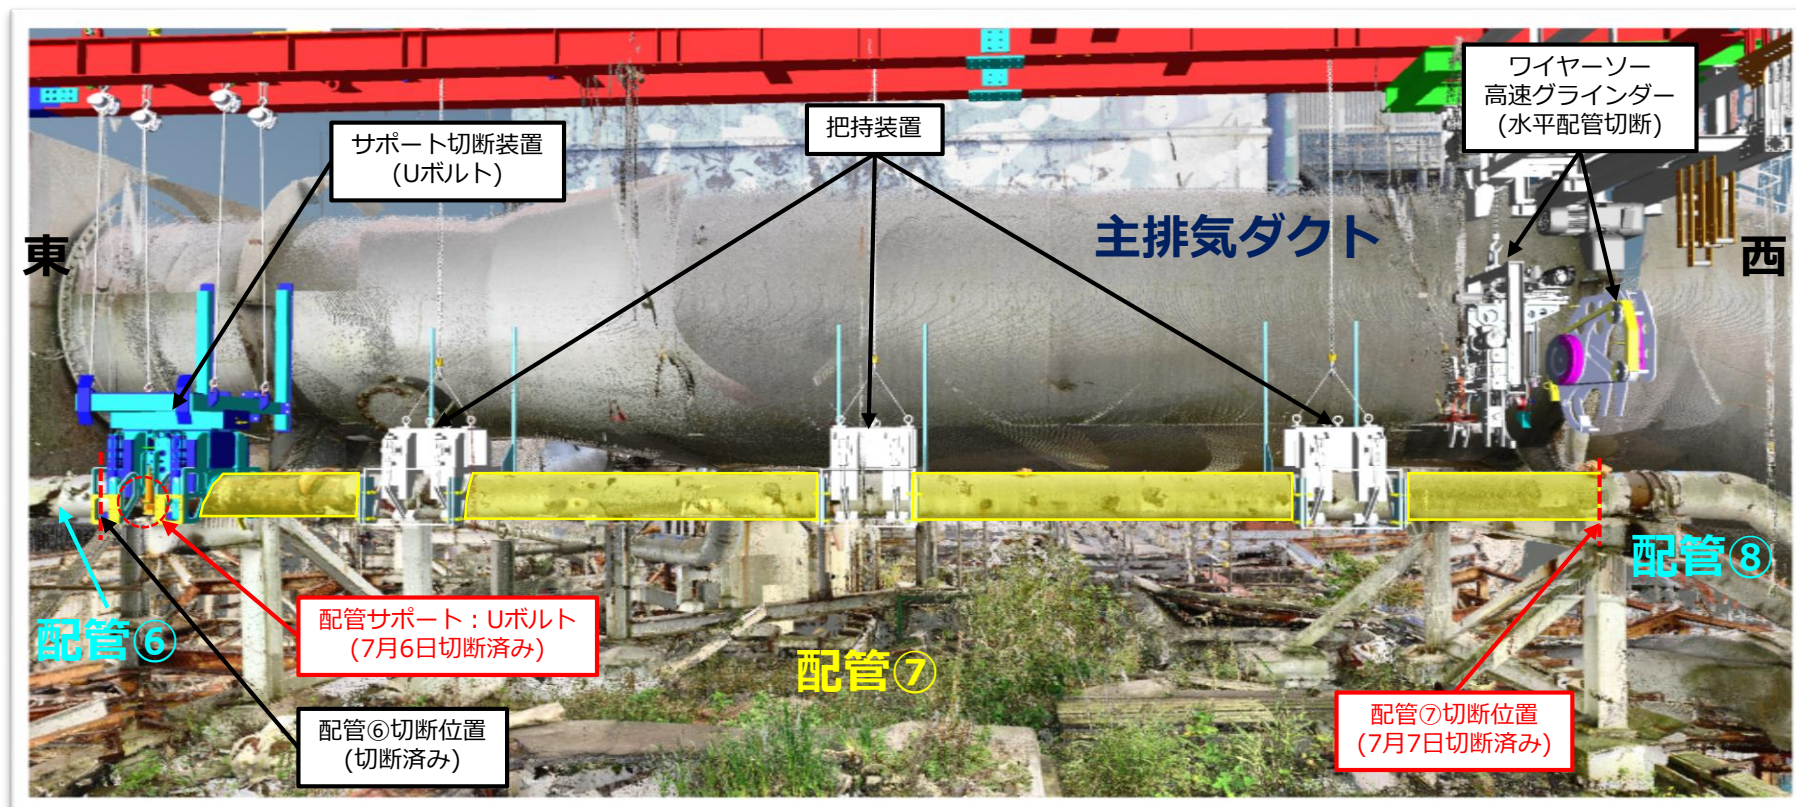 ワイヤーソー
高速グラインダー
(水平配管切断)
把持装置
サポート切断装置
(Uボルト)
主排気ダクト
東
西
配管⑧
配管⑥
配管サポート：Uボルト
(7月6日切断済み)
配管⑦
配管⑥切断位置
(切断済み)
配管⑦切断位置
(7月7日切断済み)